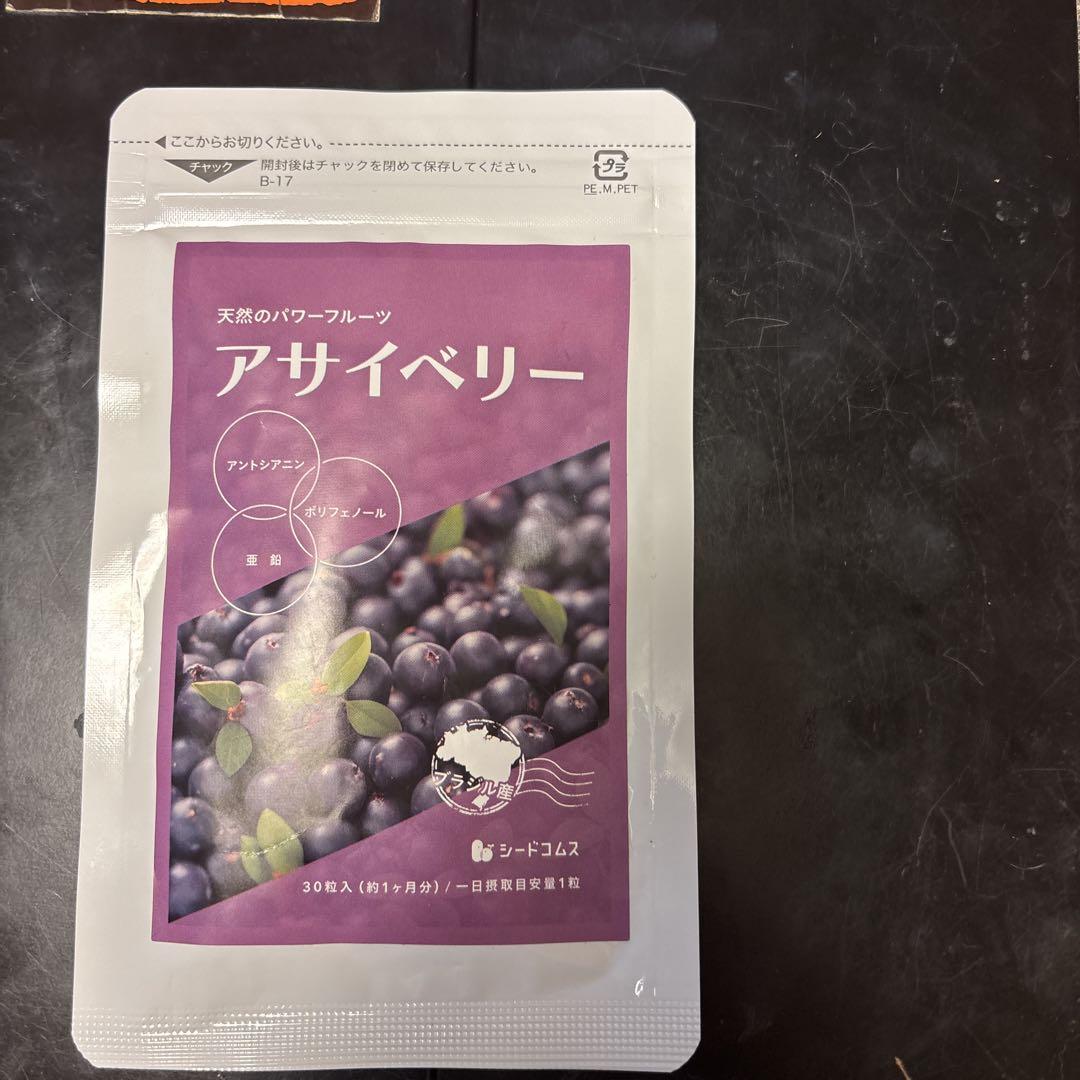 ここからお切りください。
チャック
開封後はチャックを閉めて保存してください。
B-17
プラ
PE.M.PET
天然のパワーフルーツ
アサイベリー
アントシアニン
ポリフェノール
亜 鉛
ブラジル産
シードコムス
30粒入(約1ヶ月分)/一日摂取目安量1粒